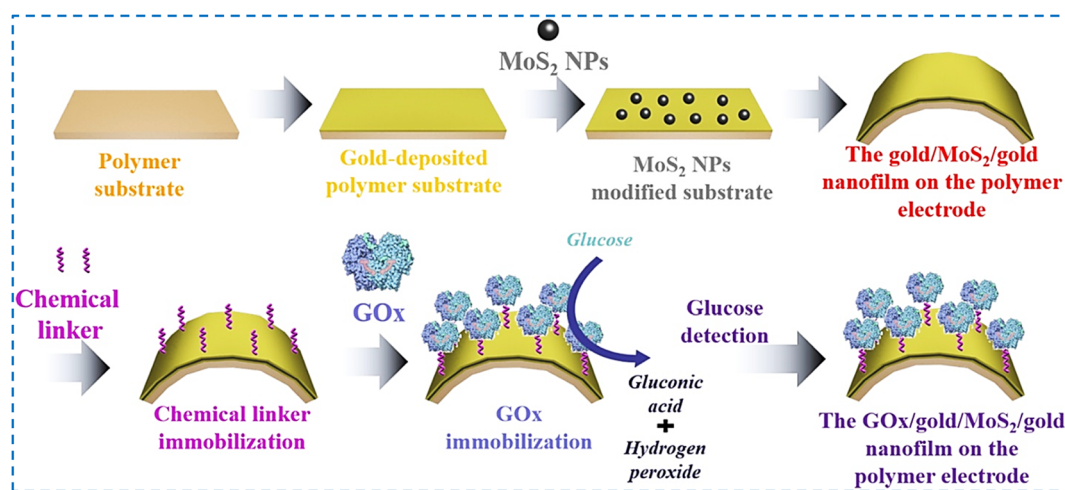 MoS₂ NPs
Polymer
substrate
Gold-deposited
polymer substrate
MoS₂ NPs
modified substrate
The gold/MoS₂/gold
nanofilm on the polymer
electrode
Chemical
linker
Chemical linker
immobilization
GOx
GOx
immobilization
Glucose
Gluconic
acid
+
Hydrogen
peroxide
Glucose
detection
The GOx/gold/MoS₂/gold
nanofilm on the
polymer electrode